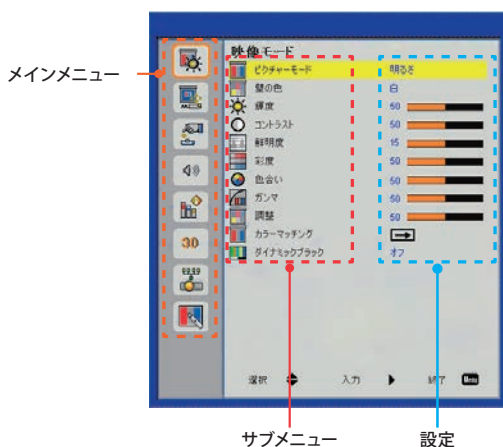 映像モード
メインメニュー
ピクチャーモード 明るさ
壁の色 白
輝度 50
コントラスト 50
鮮明度 15
彩度 50
色合い 50
ガンマ 50
調整 50
カラーマッチング
ダイナミックブラック オフ
3D
選択 入力 終了 Menu
サブメニュー 設定